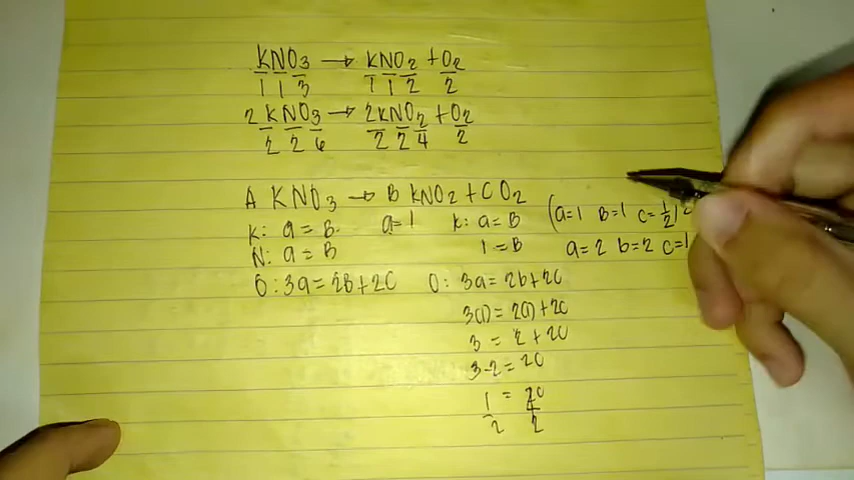 KNO3 → KNO2 + O2
1 1 3 1 1 2 2
2 KNO3 → 2KNO2 + O2
2 2 6 2 2 4 2
A KNO3 → B KNO2 + C O2
K: a = B. a=1 K: a = B (a=1 B=1 C=1/2) 2
N: a = B 1 = B a=2 b=2 C=1
O: 3a = 2B + 2C O: 3a = 2b + 2C
3(1) = 2(1) + 2C
3 = 2 + 2C
3-2 = 2C
1 = 2C
2 2